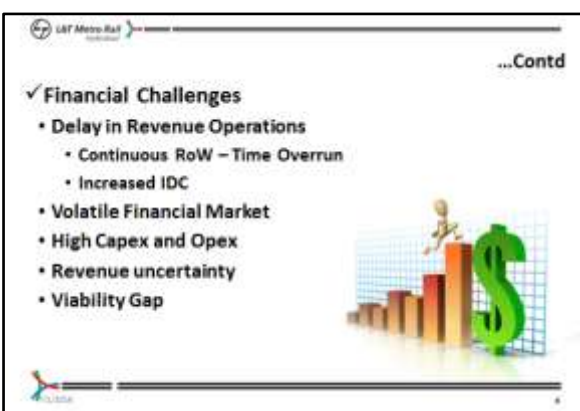 L&T Metro Rail
Hyderabad
...Contd
✓Financial Challenges
• Delay in Revenue Operations
• Continuous RoW – Time Overrun
• Increased IDC
• Volatile Financial Market
• High Capex and Opex
• Revenue uncertainty
• Viability Gap
$